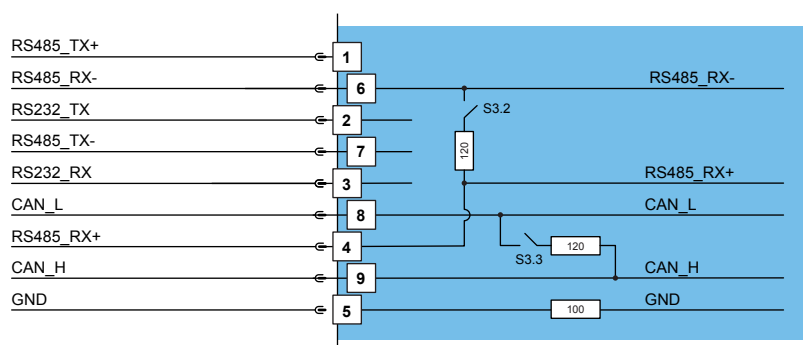 RS485_TX+
1
RS485_RX-
6
RS485_RX-
S3.2
RS232_TX
2
120
RS485_TX-
7
RS232_RX
3
RS485_RX+
CAN_L
8
CAN_L
RS485_RX+
4
S3.3
120
CAN_H
9
CAN_H
GND
5
100
GND